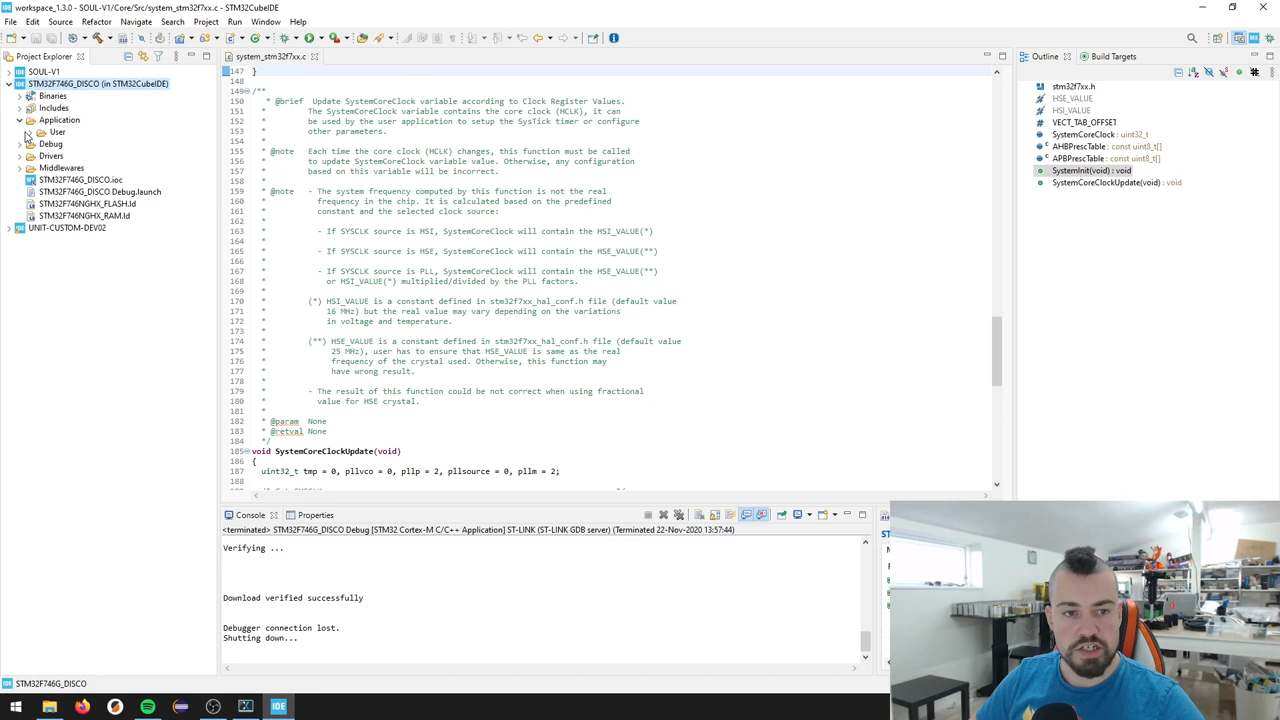 workspace_1.3.0 - SOUL-V1/Core/Src/system_stm32f7xx.c - STM32CubeIDE
File Edit Source Refactor Navigate Search Project Run Window Help
Project Explorer
SOUL-V1
STM32F746G_DISCO (in STM32CubeIDE)
Binaries
Includes
Application
User
Debug
Drivers
Middlewares
STM32F746G_DISCO.ioc
STM32F746G_DISCO Debug.launch
STM32F746NGHX_FLASH.ld
STM32F746NGHX_RAM.ld
UNIT-CUSTOM-DEV02
system_stm32f7xx.c
147 }
148
149 /**
150 * @brief Update SystemCoreClock variable according to Clock Register Values.
151 * The SystemCoreClock variable contains the core clock (HCLK), it can
152 * be used by the user application to setup the SysTick timer or configure
153 * other parameters.
154 *
155 * @note Each time the core clock (HCLK) changes, this function must be called
156 * to update SystemCoreClock variable value. Otherwise, any configuration
157 * based on this variable will be incorrect.
158 *
159 * @note - The system frequency computed by this function is not the real
160 * frequency in the chip. It is calculated based on the predefined
161 * constant and the selected clock source:
162 *
163 * - If SYSCLK source is HSI, SystemCoreClock will contain the HSI_VALUE(*)
164 *
165 * - If SYSCLK source is HSE, SystemCoreClock will contain the HSE_VALUE(**)
166 *
167 * - If SYSCLK source is PLL, SystemCoreClock will contain the HSE_VALUE(**)
168 * or HSI_VALUE(*) multiplied/divided by the PLL factors.
169 *
170 * (*) HSI_VALUE is a constant defined in stm32f7xx_hal_conf.h file (default value
171 * 16 MHz) but the real value may vary depending on the variations
172 * in voltage and temperature.
173 *
174 * (**) HSE_VALUE is a constant defined in stm32f7xx_hal_conf.h file (default value
175 * 25 MHz), user has to ensure that HSE_VALUE is same as the real
176 * frequency of the crystal used. Otherwise, this function may
177 * have wrong result.
178 *
179 * - The result of this function could be not correct when using fractional
180 * value for HSE crystal.
181 *
182 * @param None
183 * @retval None
184 */
185 void SystemCoreClockUpdate(void)
186 {
187 uint32_t tmp = 0, pllvco = 0, pllp = 2, pllsource = 0, pllm = 2;
188
Outline
Build Targets
stm32f7xx.h
HSE_VALUE
HSI_VALUE
VECT_TAB_OFFSET
SystemCoreClock : uint32_t
AHBPrescTable : const uint8_t[]
APBPrescTable : const uint8_t[]
SystemInit(void) : void
SystemCoreClockUpdate(void) : void
Console
Properties
<terminated> STM32F746G_DISCO Debug [STM32 Cortex-M C/C++ Application] ST-LINK (ST-LINK GDB server) (Terminated 22-Nov-2020 13:57:44)
Verifying ...
Download verified successfully
Debugger connection lost.
Shutting down...
STM32F746G_DISCO
IDE